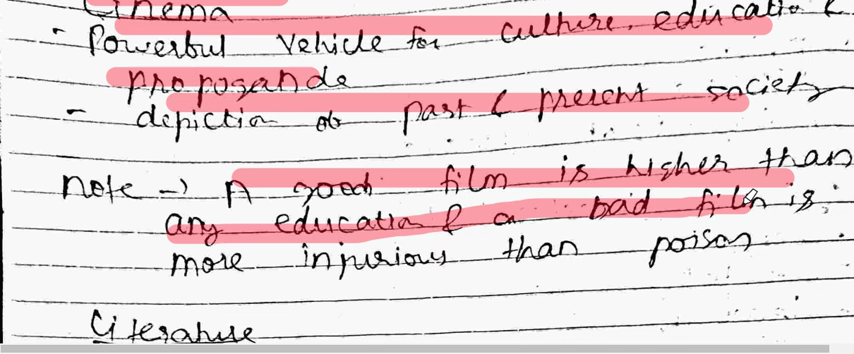 Cinema
- Powerful vehicle for culture, education &
propogande
- depiction of past & present society
Note -> A good film is higher than
any education & a bad film is
more injurious than poison
Literature